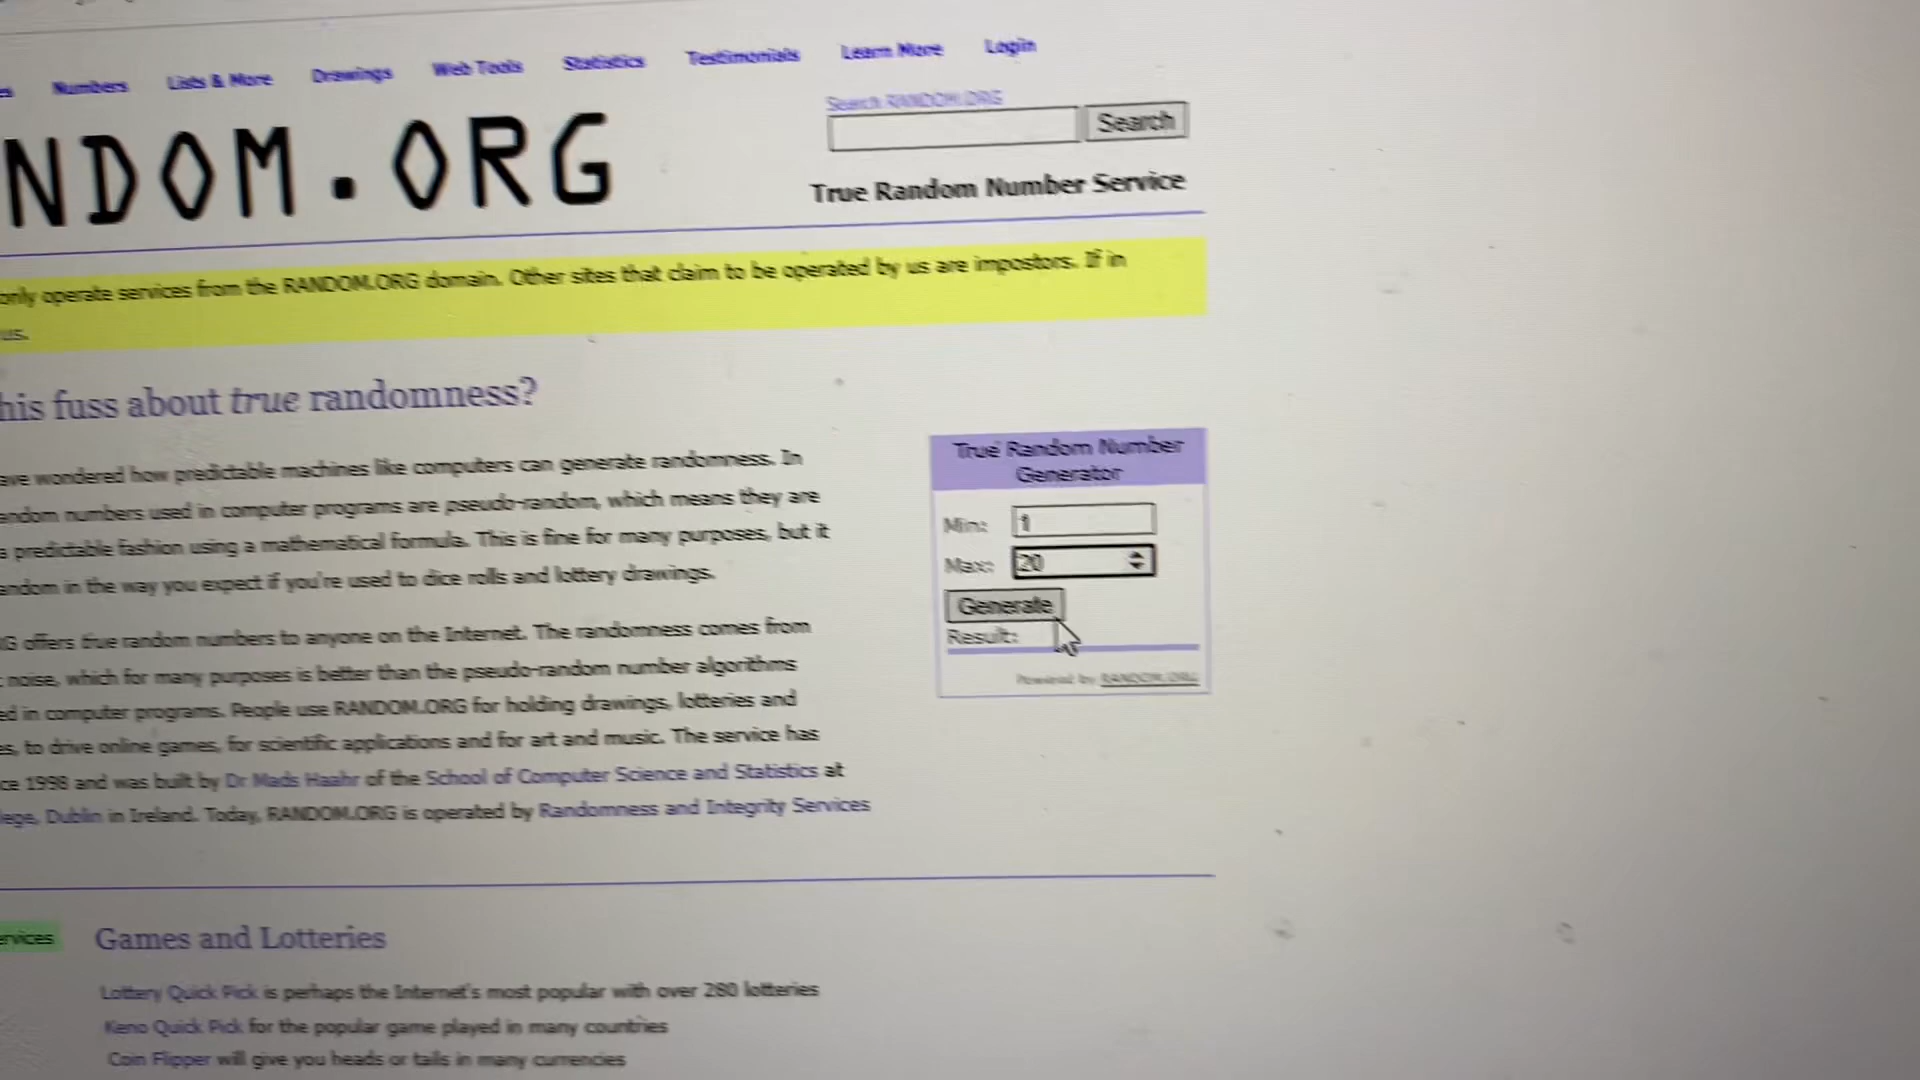 Numbers Lists & More Drawings Web Tools Statistics Testimonials Learn More Login
Search RANDOM.ORG
NDOM.ORG
Search
True Random Number Service
only operate services from the RANDOM.ORG domain. Other sites that claim to be operated by us are impostors. If in
us.
his fuss about true randomness?
ave wondered how predictable machines like computers can generate randomness. In
andom numbers used in computer programs are pseudo-random, which means they are
a predictable fashion using a mathematical formula. This is fine for many purposes, but it
andom in the way you expect if you're used to dice rolls and lottery drawings.
G offers true random numbers to anyone on the Internet. The randomness comes from
noise, which for many purposes is better than the pseudo-random number algorithms
ed in computer programs. People use RANDOM.ORG for holding drawings, lotteries and
es, to drive online games, for scientific applications and for art and music. The service has
ce 1998 and was built by Dr Mads Haahr of the School of Computer Science and Statistics at
lege, Dublin in Ireland. Today, RANDOM.ORG is operated by Randomness and Integrity Services
True Random Number
Generator
Min: 1
Max: 20
Generate
Result:
Powered by RANDOM.ORG
ervices
Games and Lotteries
Lottery Quick Pick is perhaps the Internet's most popular with over 280 lotteries
Keno Quick Pick for the popular game played in many countries
Coin Flipper will give you heads or tails in many currencies